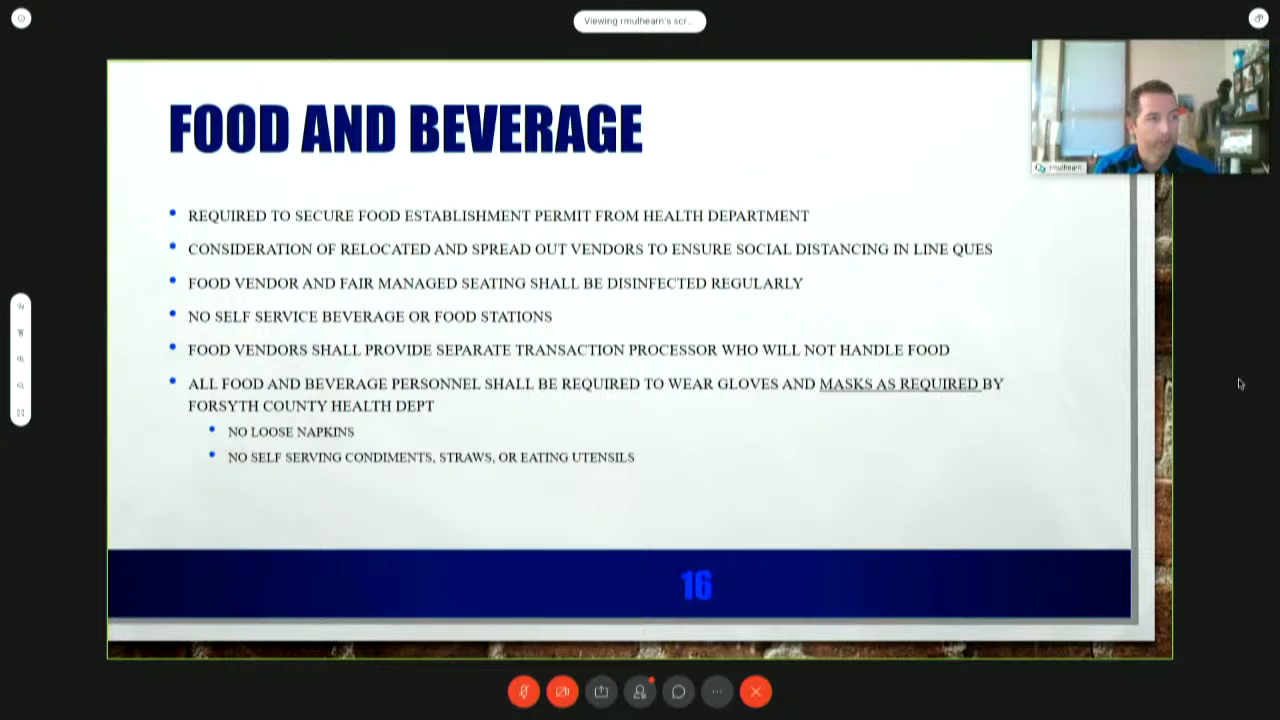 Viewing rmulhearn's scr...
FOOD AND BEVERAGE
rmulhearn
REQUIRED TO SECURE FOOD ESTABLISHMENT PERMIT FROM HEALTH DEPARTMENT
CONSIDERATION OF RELOCATED AND SPREAD OUT VENDORS TO ENSURE SOCIAL DISTANCING IN LINE QUES
FOOD VENDOR AND FAIR MANAGED SEATING SHALL BE DISINFECTED REGULARLY
NO SELF SERVICE BEVERAGE OR FOOD STATIONS
FOOD VENDORS SHALL PROVIDE SEPARATE TRANSACTION PROCESSOR WHO WILL NOT HANDLE FOOD
ALL FOOD AND BEVERAGE PERSONNEL SHALL BE REQUIRED TO WEAR GLOVES AND MASKS AS REQUIRED BY
FORSYTH COUNTY HEALTH DEPT
NO LOOSE NAPKINS
NO SELF SERVING CONDIMENTS, STRAWS, OR EATING UTENSILS
16